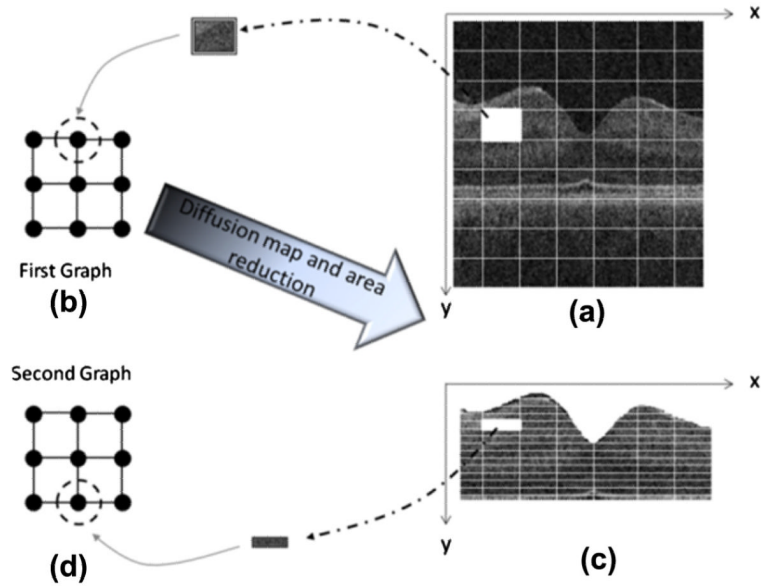 x
y
(a)
First Graph
(b)
Diffusion map and area
reduction
Second Graph
(d)
x
y
(c)